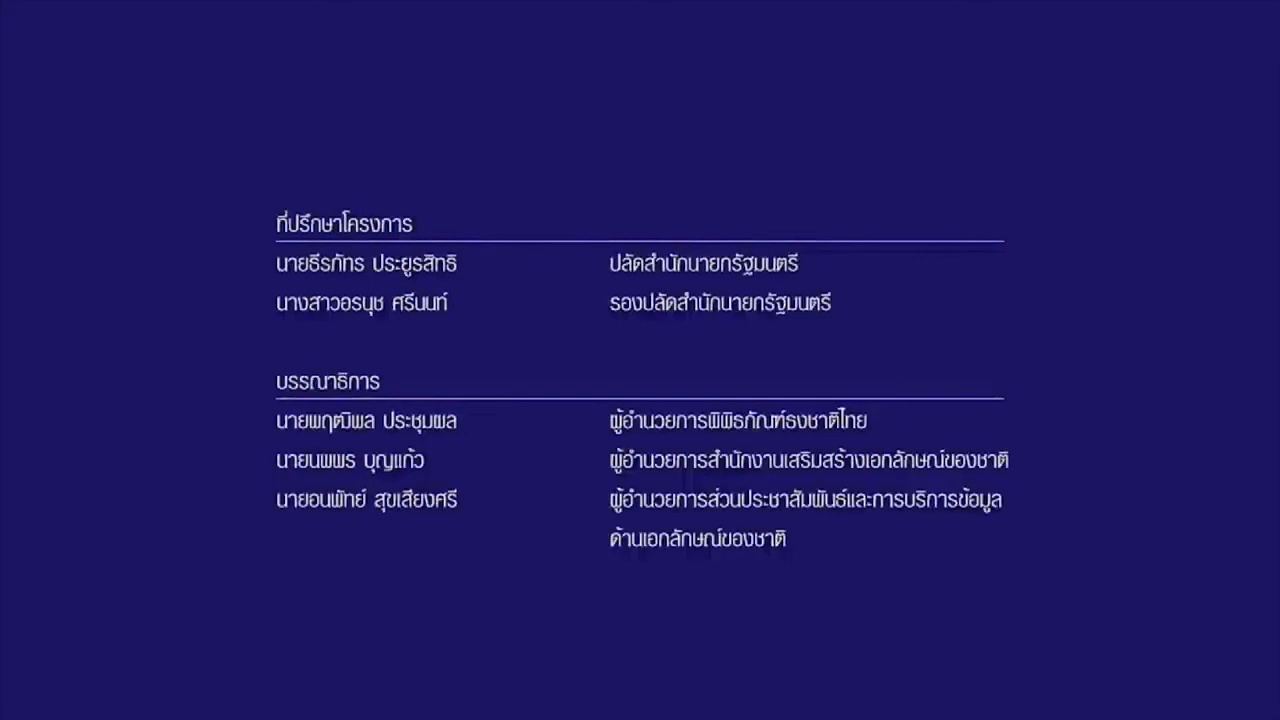 ที่ปรึกษาโครงการ
นายธีรภัทร ประยูรสิทธิ ปลัดสำนักนายกรัฐมนตรี
นางสาวอรนุช ศรีนนท์ รองปลัดสำนักนายกรัฐมนตรี
บรรณาธิการ
นายพฤฒิพล ประชุมผล ผู้อำนวยการพิพิธภัณฑ์ธงชาติไทย
นายนพพร บุญแก้ว ผู้อำนวยการสำนักงานเสริมสร้างเอกลักษณ์ของชาติ
นายอนพัทย์ สุขเสียงศรี ผู้อำนวยการส่วนประชาสัมพันธ์และการบริการข้อมูล
ด้านเอกลักษณ์ของชาติ